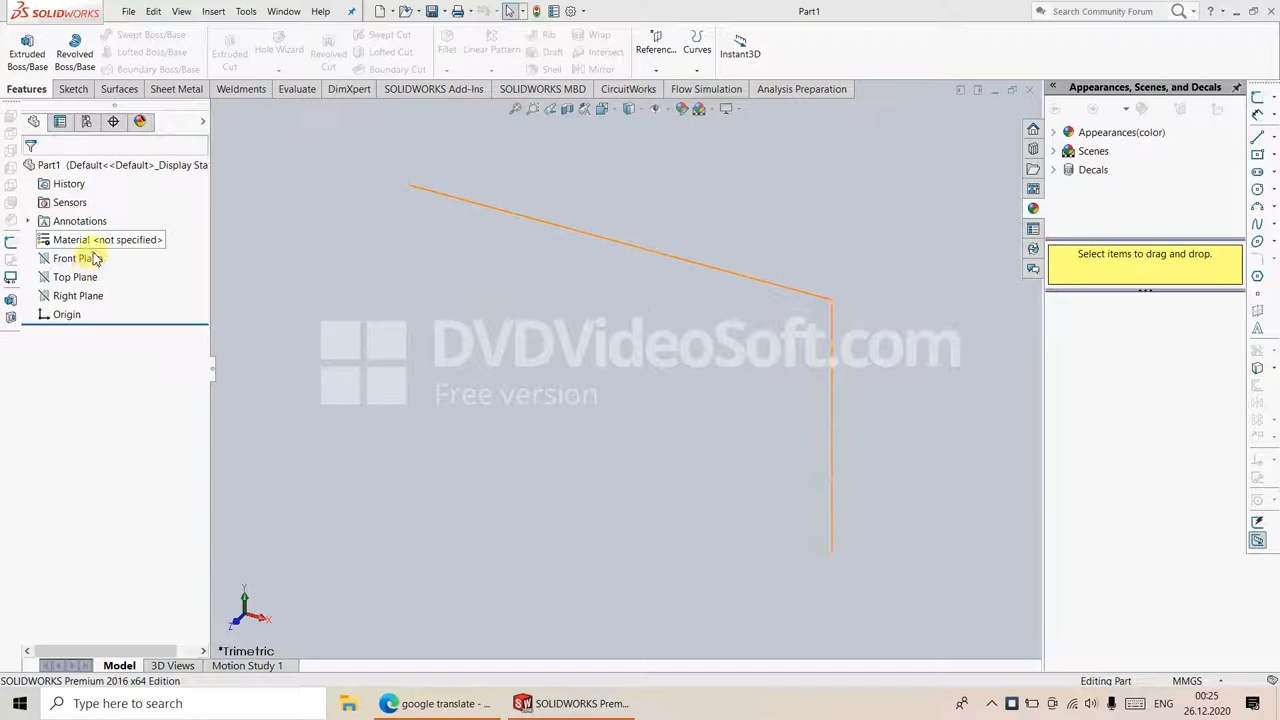 SOLIDWORKS File Edit View Insert Tools Window Help Part1 Search Community Forum
Extruded Boss/Base Revolved Boss/Base Swept Boss/Base Lofted Boss/Base Boundary Boss/Base Extruded Cut Hole Wizard Revolved Cut Swept Cut Lofted Cut Boundary Cut Fillet Linear Pattern Rib Draft Shell Wrap Intersect Mirror Referenc... Curves Instant3D
Features Sketch Surfaces Sheet Metal Weldments Evaluate DimXpert SOLIDWORKS Add-Ins SOLIDWORKS MBD CircuitWorks Flow Simulation Analysis Preparation
Appearances, Scenes, and Decals
Appearances(color)
Scenes
Decals
Select items to drag and drop.
Part1 (Default<<Default>_Display Sta
History
Sensors
Annotations
Material <not specified>
Front Plane
Top Plane
Right Plane
Origin
DVDVideoSoft.com
Free version
Y
X
Z
*Trimetric
Model 3D Views Motion Study 1
SOLIDWORKS Premium 2016 x64 Edition Editing Part MMGS
Type here to search google translate - ... SOLIDWORKS Prem... ENG 00:25
26.12.2020